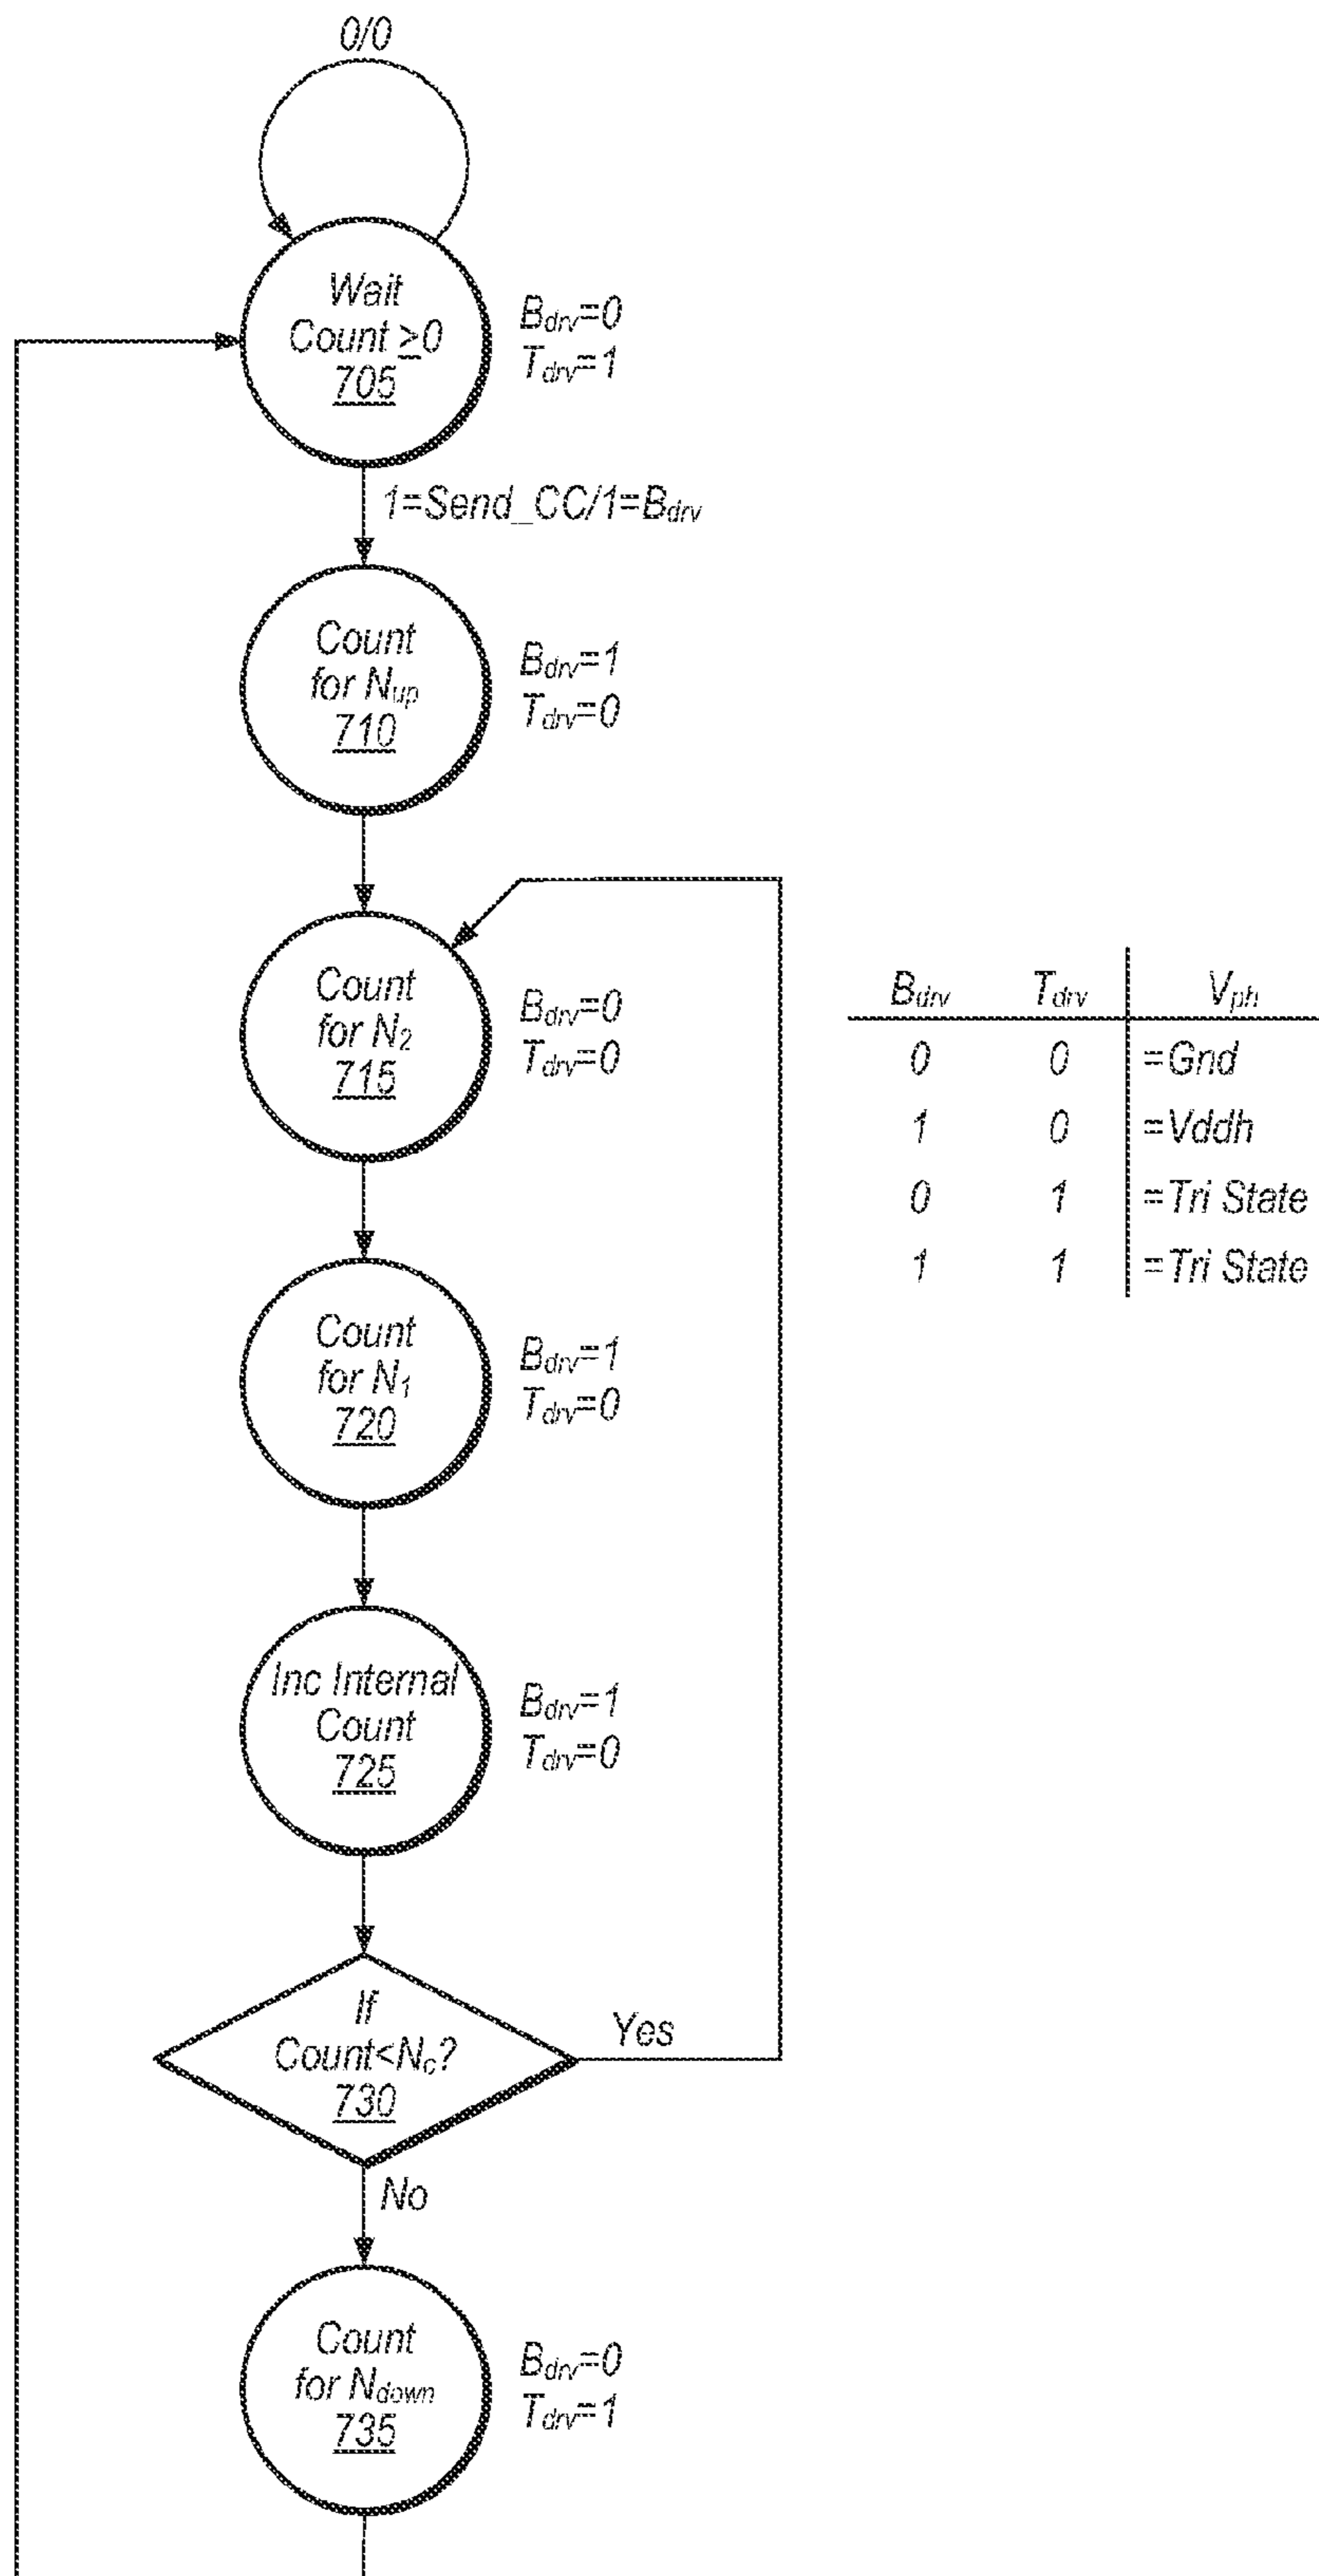 0/0
Wait
Count ≥0
705
Bdrv=0
Tdrv=1
1=Send_CC/1=Bdrv
Count
for Nup
710
Bdrv=1
Tdrv=0
Count
for N2
715
Bdrv=0
Tdrv=0
Bdrv Tdrv Vph
0 0 =Gnd
1 0 =Vddh
0 1 =Tri State
1 1 =Tri State
Count
for N1
720
Bdrv=1
Tdrv=0
Inc Internal
Count
725
Bdrv=1
Tdrv=0
If
Count<Nc?
730
Yes
No
Count
for Ndown
735
Bdrv=0
Tdrv=1